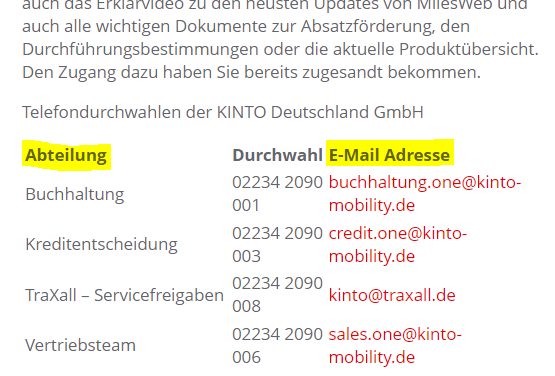 auch das Erklärvideo zu den neusten Updates von MilesWeb und
auch alle wichtigen Dokumente zur Absatzförderung, den
Durchführungsbestimmungen oder die aktuelle Produktübersicht.
Den Zugang dazu haben Sie bereits zugesandt bekommen.
Telefondurchwahlen der KINTO Deutschland GmbH
Abteilung Durchwahl E-Mail Adresse
Buchhaltung 02234 2090 001 buchhaltung.one@kinto-mobility.de
Kreditentscheidung 02234 2090 003 credit.one@kinto-mobility.de
TraXall – Servicefreigaben 02234 2090 008 kinto@traxall.de
Vertriebsteam 02234 2090 006 sales.one@kinto-mobility.de